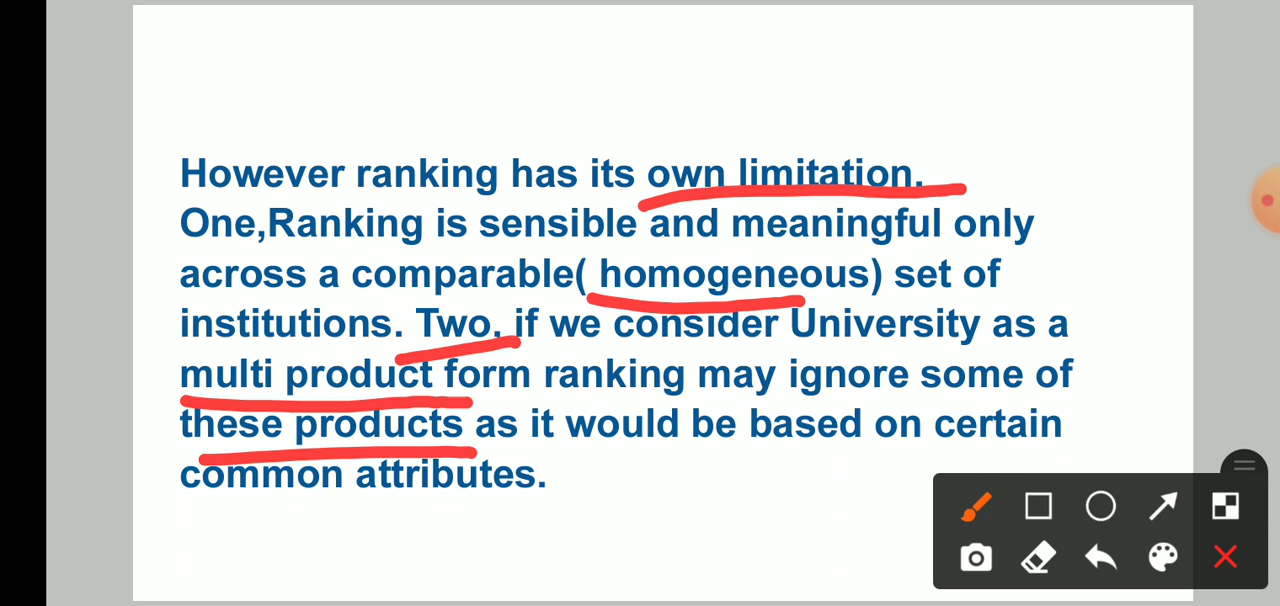 However ranking has its own limitation.
One,Ranking is sensible and meaningful only
across a comparable( homogeneous) set of
institutions. Two, if we consider University as a
multi product form ranking may ignore some of
these products as it would be based on certain
common attributes.